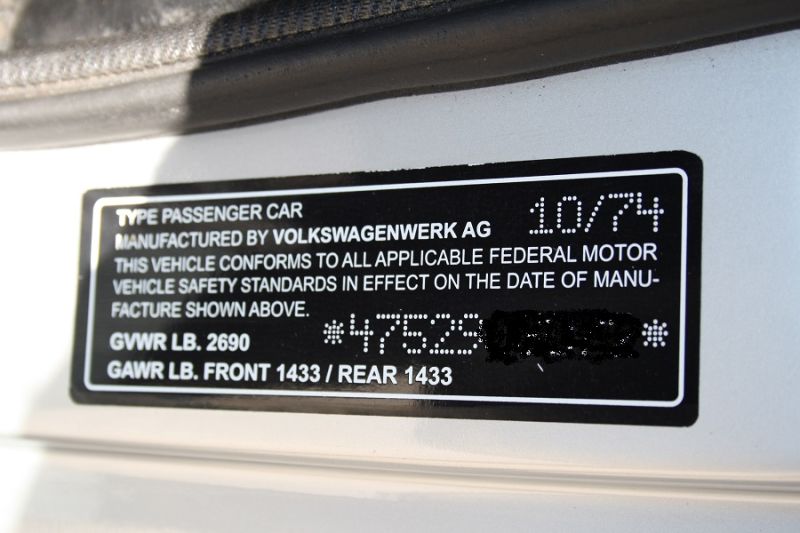 TYPE PASSENGER CAR 10/74
MANUFACTURED BY VOLKSWAGENWERK AG
THIS VEHICLE CONFORMS TO ALL APPLICABLE FEDERAL MOTOR
VEHICLE SAFETY STANDARDS IN EFFECT ON THE DATE OF MANU-
FACTURE SHOWN ABOVE.
GVWR LB. 2690 *47529 *
GAWR LB. FRONT 1433 / REAR 1433